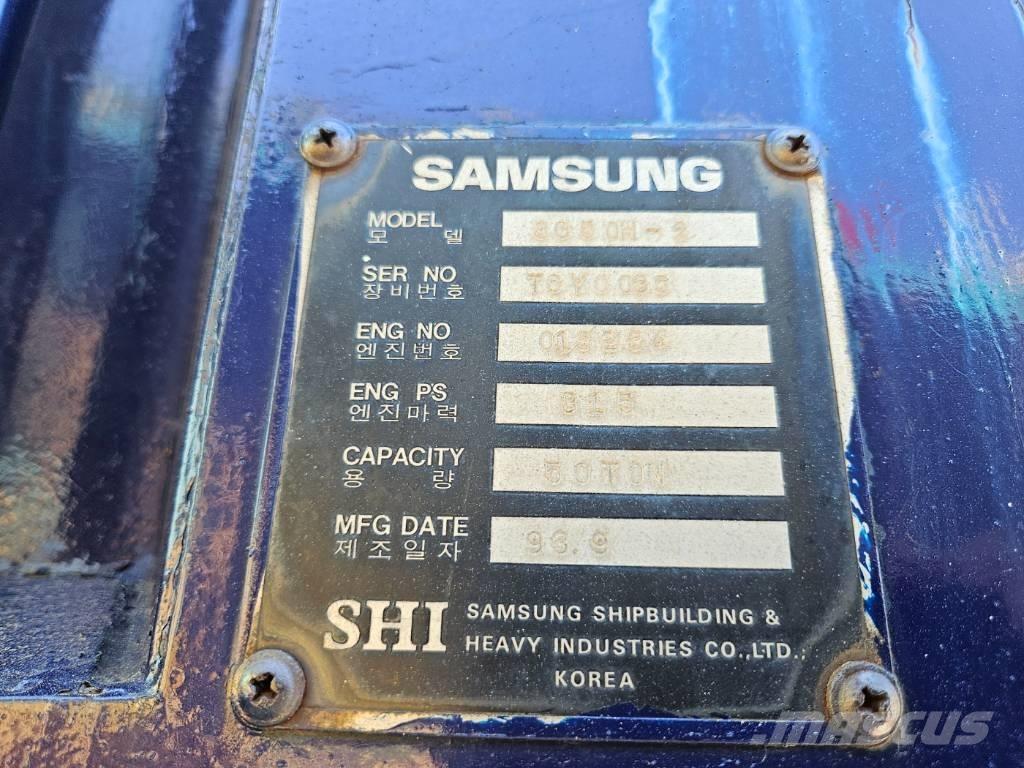 SAMSUNG
MODEL
모 델
SER NO
장비번호
ENG NO
엔진번호
ENG PS
엔진마력
CAPACITY 50TON
용 량
MFG DATE
제조일자
SHI SAMSUNG SHIPBUILDING &
HEAVY INDUSTRIES CO.,LTD.;
KOREA
MASCUS